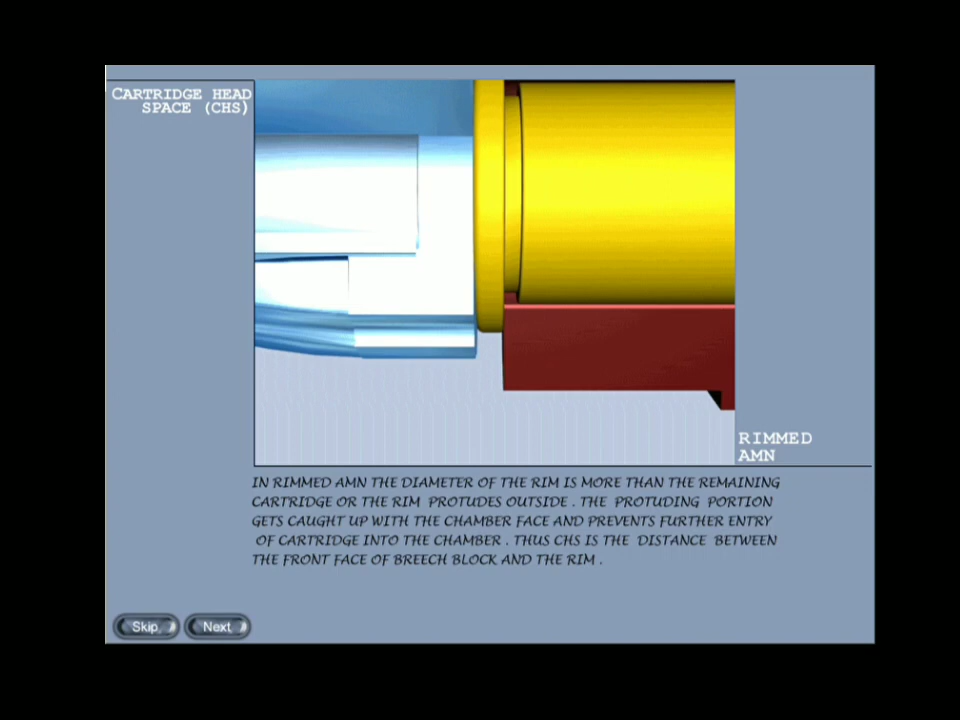 CARTRIDGE HEAD
SPACE (CHS)
RIMMED
AMN
IN RIMMED AMN THE DIAMETER OF THE RIM IS MORE THAN THE REMAINING
CARTRIDGE OR THE RIM PROTUDES OUTSIDE . THE PROTUDING PORTION
GETS CAUGHT UP WITH THE CHAMBER FACE AND PREVENTS FURTHER ENTRY
OF CARTRIDGE INTO THE CHAMBER . THUS CHS IS THE DISTANCE BETWEEN
THE FRONT FACE OF BREECH BLOCK AND THE RIM .
Skip
Next